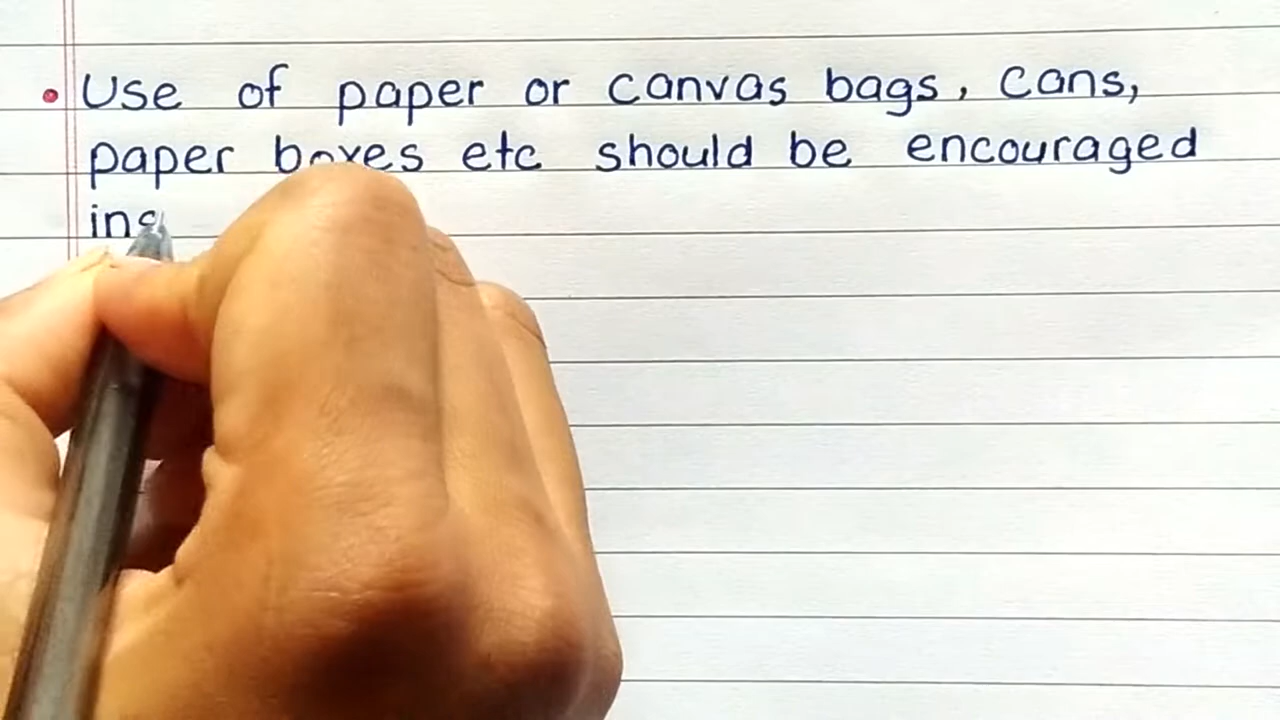 Use of paper or canvas bags, cans,
paper boxes etc should be encouraged
ins